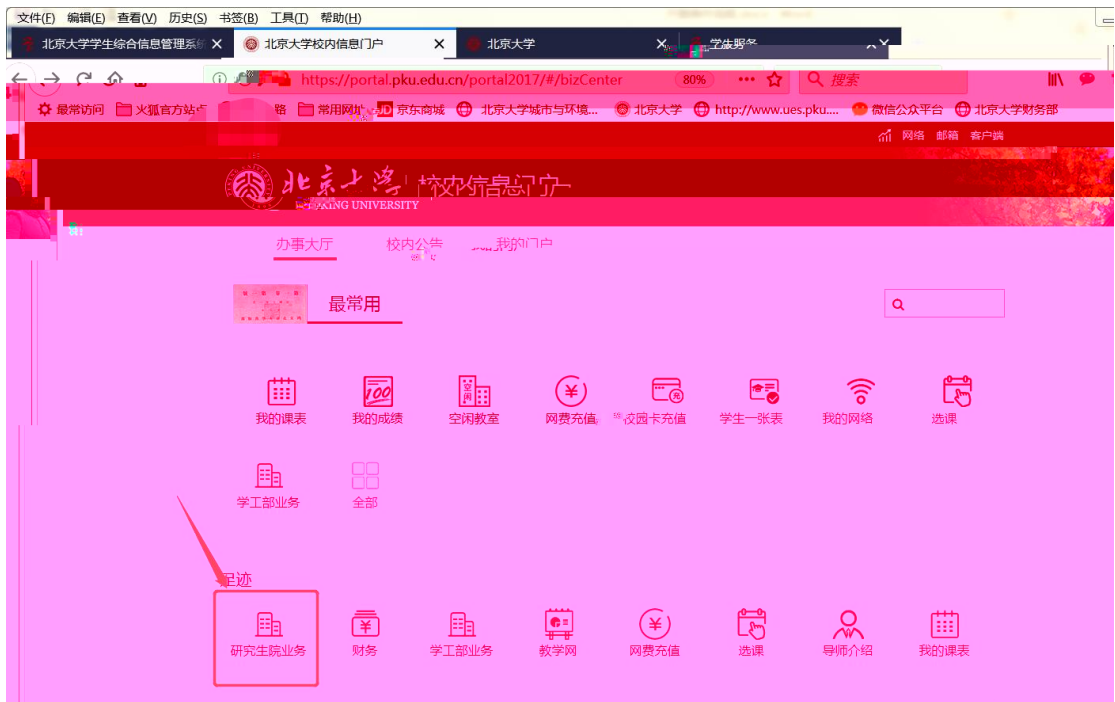 文件(F) 编辑(E) 查看(V) 历史(S) 书签(B) 工具(T) 帮助(H)
北京大学学生综合信息管理系统 北京大学校内信息门户 北京大学
https://portal.pku.edu.cn/portal2017/#/bizCenter 80% 搜索
最常访问 火狐官方站点 常用网址 京东商城 北京大学城市与环境... 北京大学 http://www.ues.pku.... 微信公众平台 北京大学财务部
网络 邮箱 客户端
北京大学 校内信息门户
PEKING UNIVERSITY
办事大厅 校内公告 我的门户
最常用
我的课表 我的成绩 空闲教室 网费充值 校园卡充值 学生一张表 我的网络 选课
学工部业务 全部
足迹
研究生院业务 财务 学工部业务 教学网 网费充值 选课 导师介绍 我的课表